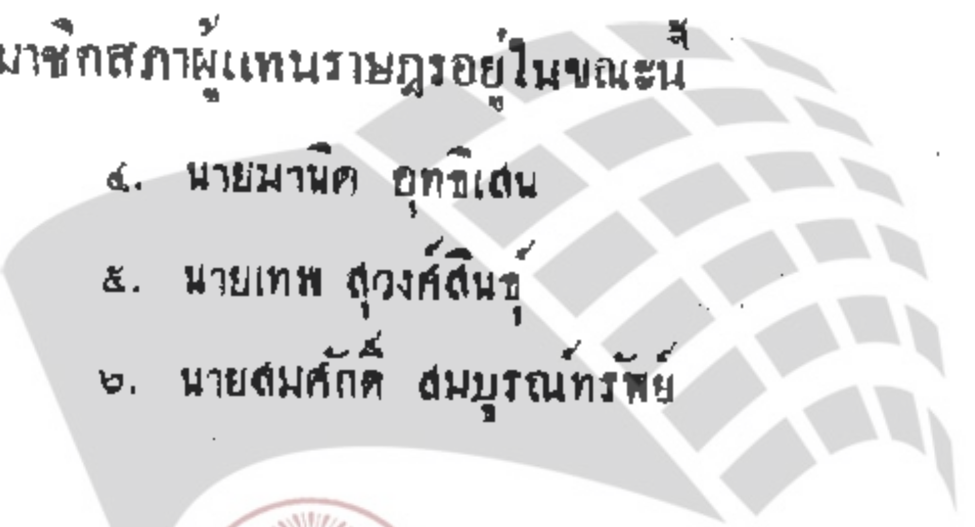 มาชิกสภาผู้แทนราษฎรอยู่ในขณะนี้
๔. นายมานิต อุทธิเสน
๕. นายเทพ สุวงศ์สินธุ์
๖. นายสมศักดิ์ สมบูรณ์ทรัพย์